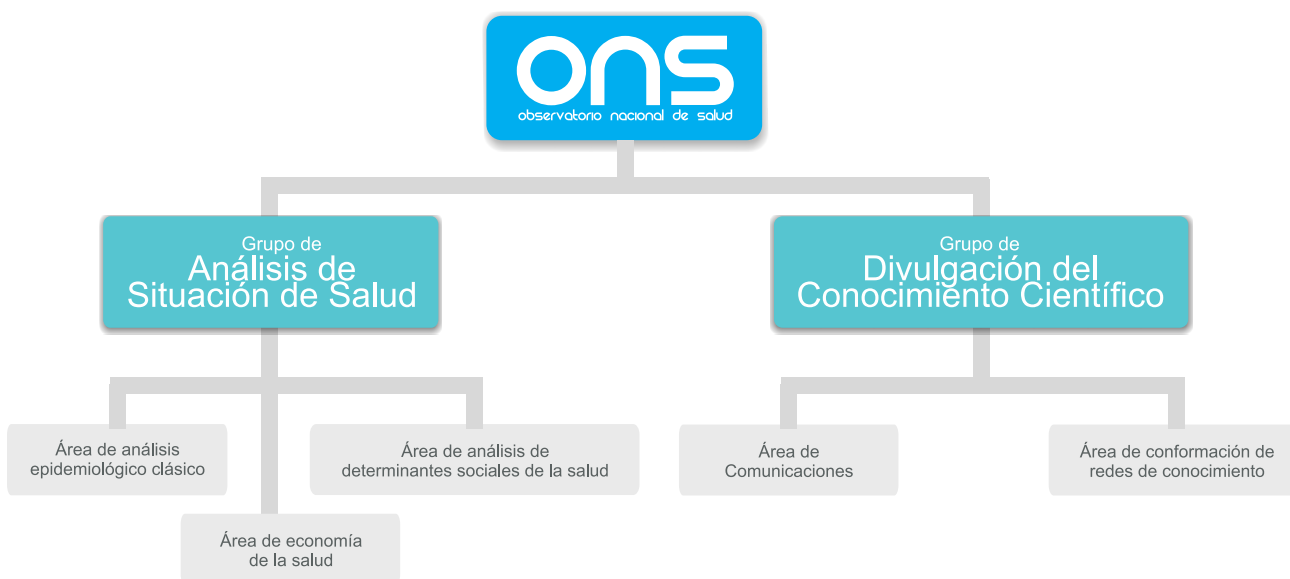 ons
observatorio nacional de salud
Grupo de
Análisis de
Situación de Salud
Grupo de
Divulgación del
Conocimiento Científico
Área de análisis
epidemiológico clásico
Área de análisis de
determinantes sociales de la salud
Área de economía
de la salud
Área de
Comunicaciones
Área de conformación de
redes de conocimiento